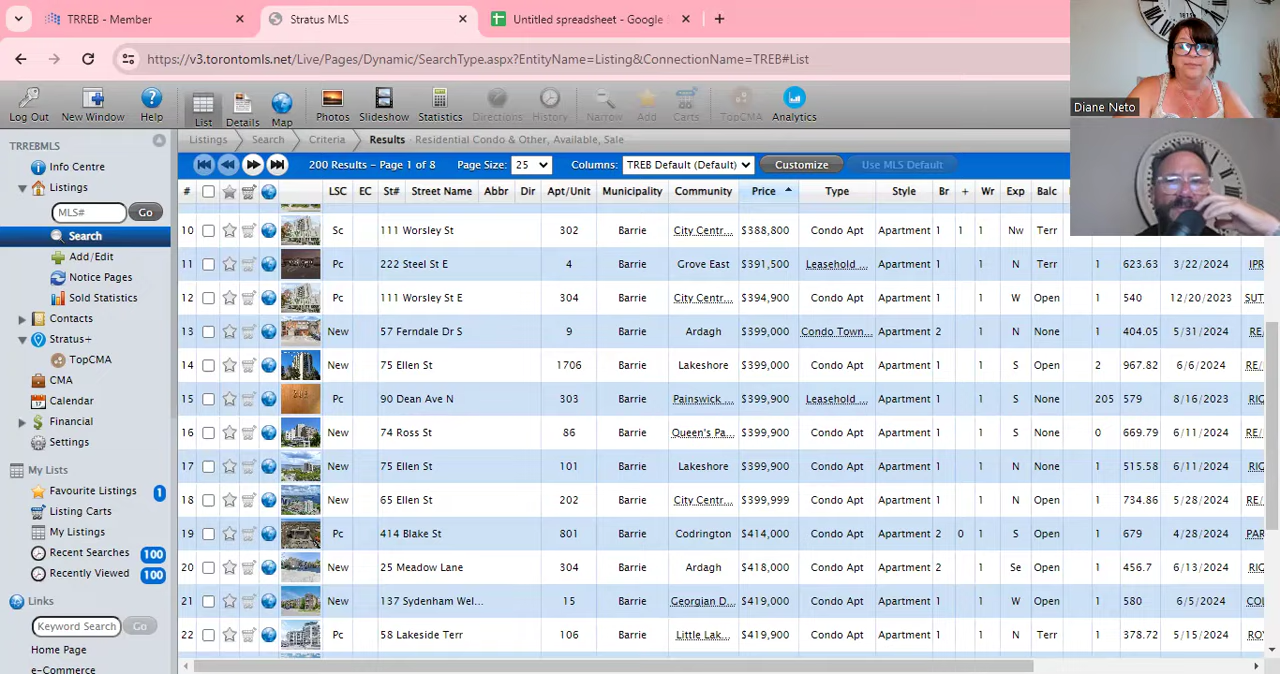 TRREB - Member
Stratus MLS
Untitled spreadsheet - Google
https://v3.torontomls.net/Live/Pages/Dynamic/SearchType.aspx?EntityName=Listing&ConnectionName=TREB#List
Log Out New Window Help List Details Map Photos Slideshow Statistics Directions History Narrow Add Carts TopCMA Analytics
Diane Neto
TRREBMLS
Listings Search Criteria Results - Residential Condo & Other, Available, Sale
200 Results - Page 1 of 8 Page Size: 25 Columns: TREB Default (Default) Customize Use MLS Default
# LSC EC St# Street Name Abbr Dir Apt/Unit Municipality Community Price Type Style Br + Wr Exp Balc
10 Sc 111 Worsley St 302 Barrie City Centr... $388,800 Condo Apt Apartment 1 1 1 Nw Terr
11 Pc 222 Steel St E 4 Barrie Grove East $391,500 Leasehold ... Apartment 1 1 N Terr 1 623.63 3/22/2024 IPR
12 Pc 111 Worsley St E 304 Barrie City Centr... $394,900 Condo Apt Apartment 1 1 W Open 1 540 12/20/2023 SUT
13 New 57 Ferndale Dr S 9 Barrie Ardagh $399,000 Condo Town... Apartment 2 1 N None 1 404.05 5/31/2024 RE/
14 New 75 Ellen St 1706 Barrie Lakeshore $399,000 Condo Apt Apartment 1 1 S Open 2 967.82 6/6/2024 RE/
15 Pc 90 Dean Ave N 303 Barrie Painswick ... $399,900 Leasehold ... Apartment 1 1 S None 205 579 8/16/2023 RIG
16 New 74 Ross St 86 Barrie Queen's Pa... $399,900 Condo Apt Apartment 1 1 S None 0 669.79 6/11/2024 RE/
17 New 75 Ellen St 101 Barrie Lakeshore $399,900 Condo Apt Apartment 1 1 N None 1 515.58 6/11/2024 RIG
18 New 65 Ellen St 202 Barrie City Centr... $399,999 Condo Apt Apartment 1 1 S Open 1 734.86 5/28/2024 RE/
19 Pc 414 Blake St 801 Barrie Codrington $414,000 Condo Apt Apartment 2 0 1 S Open 1 679 4/28/2024 PAR
20 New 25 Meadow Lane 304 Barrie Ardagh $418,000 Condo Apt Apartment 2 1 Se Open 1 456.7 6/13/2024 RIG
21 New 137 Sydenham Wel... 15 Barrie Georgian D... $419,000 Condo Apt Apartment 1 1 W Open 1 580 6/5/2024 COL
22 Pc 58 Lakeside Terr 106 Barrie Little La... $419,900 Condo Apt Apartment 1 1 N Terr 1 378.72 5/15/2024 ROY
Info Centre
Listings
MLS# Go
Search
Add/Edit
Notice Pages
Sold Statistics
Contacts
Stratus+
TopCMA
CMA
Calendar
Financial
Settings
My Lists
Favourite Listings 1
Listing Carts
My Listings
Recent Searches 100
Recently Viewed 100
Links
Keyword Search Go
Home Page
e-Commerce